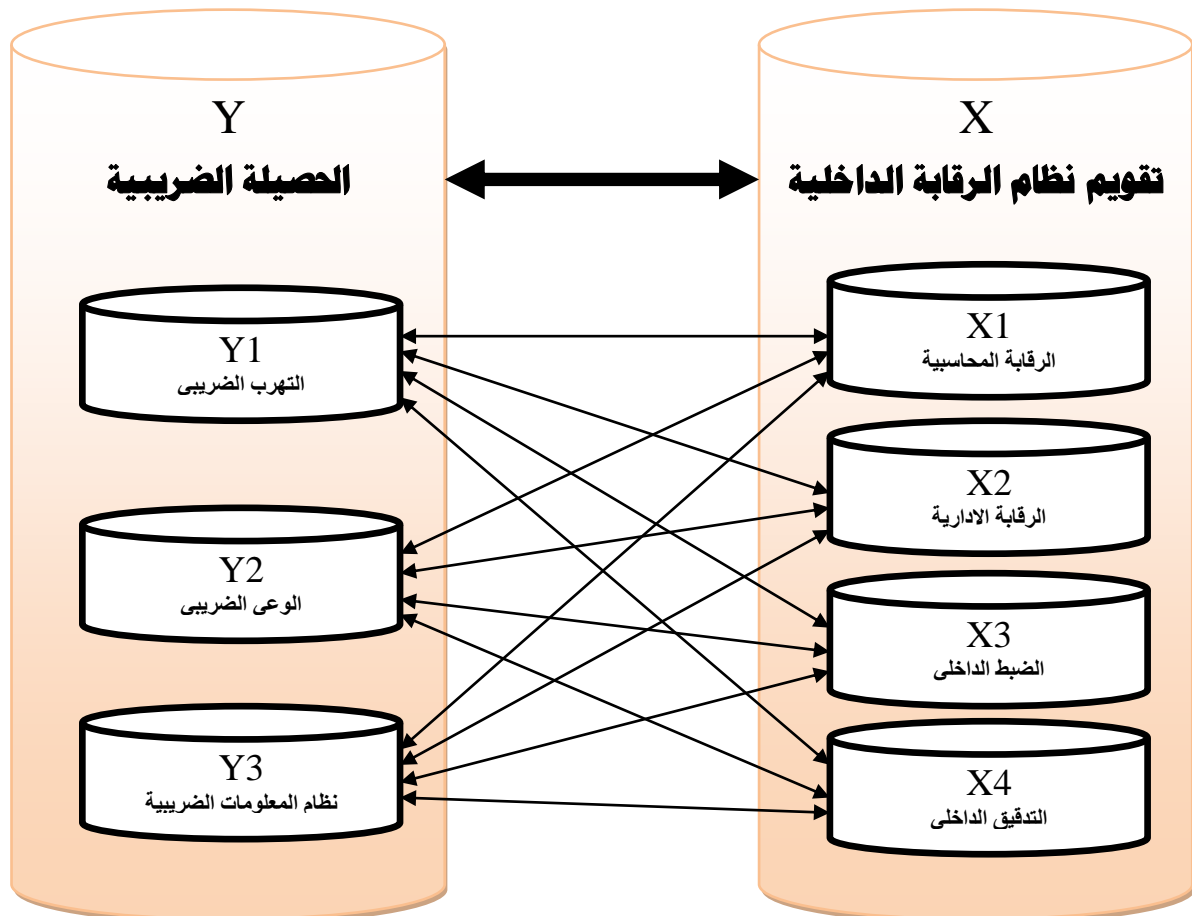 X
تقويم نظام الرقابة الداخلية
X1
الرقابة المحاسبية
X2
الرقابة الادارية
X3
الضبط الداخلى
X4
التدقيق الداخلى
Y
الحصيلة الضريبية
Y1
التهرب الضريبى
Y2
الوعى الضريبى
Y3
نظام المعلومات الضريبية